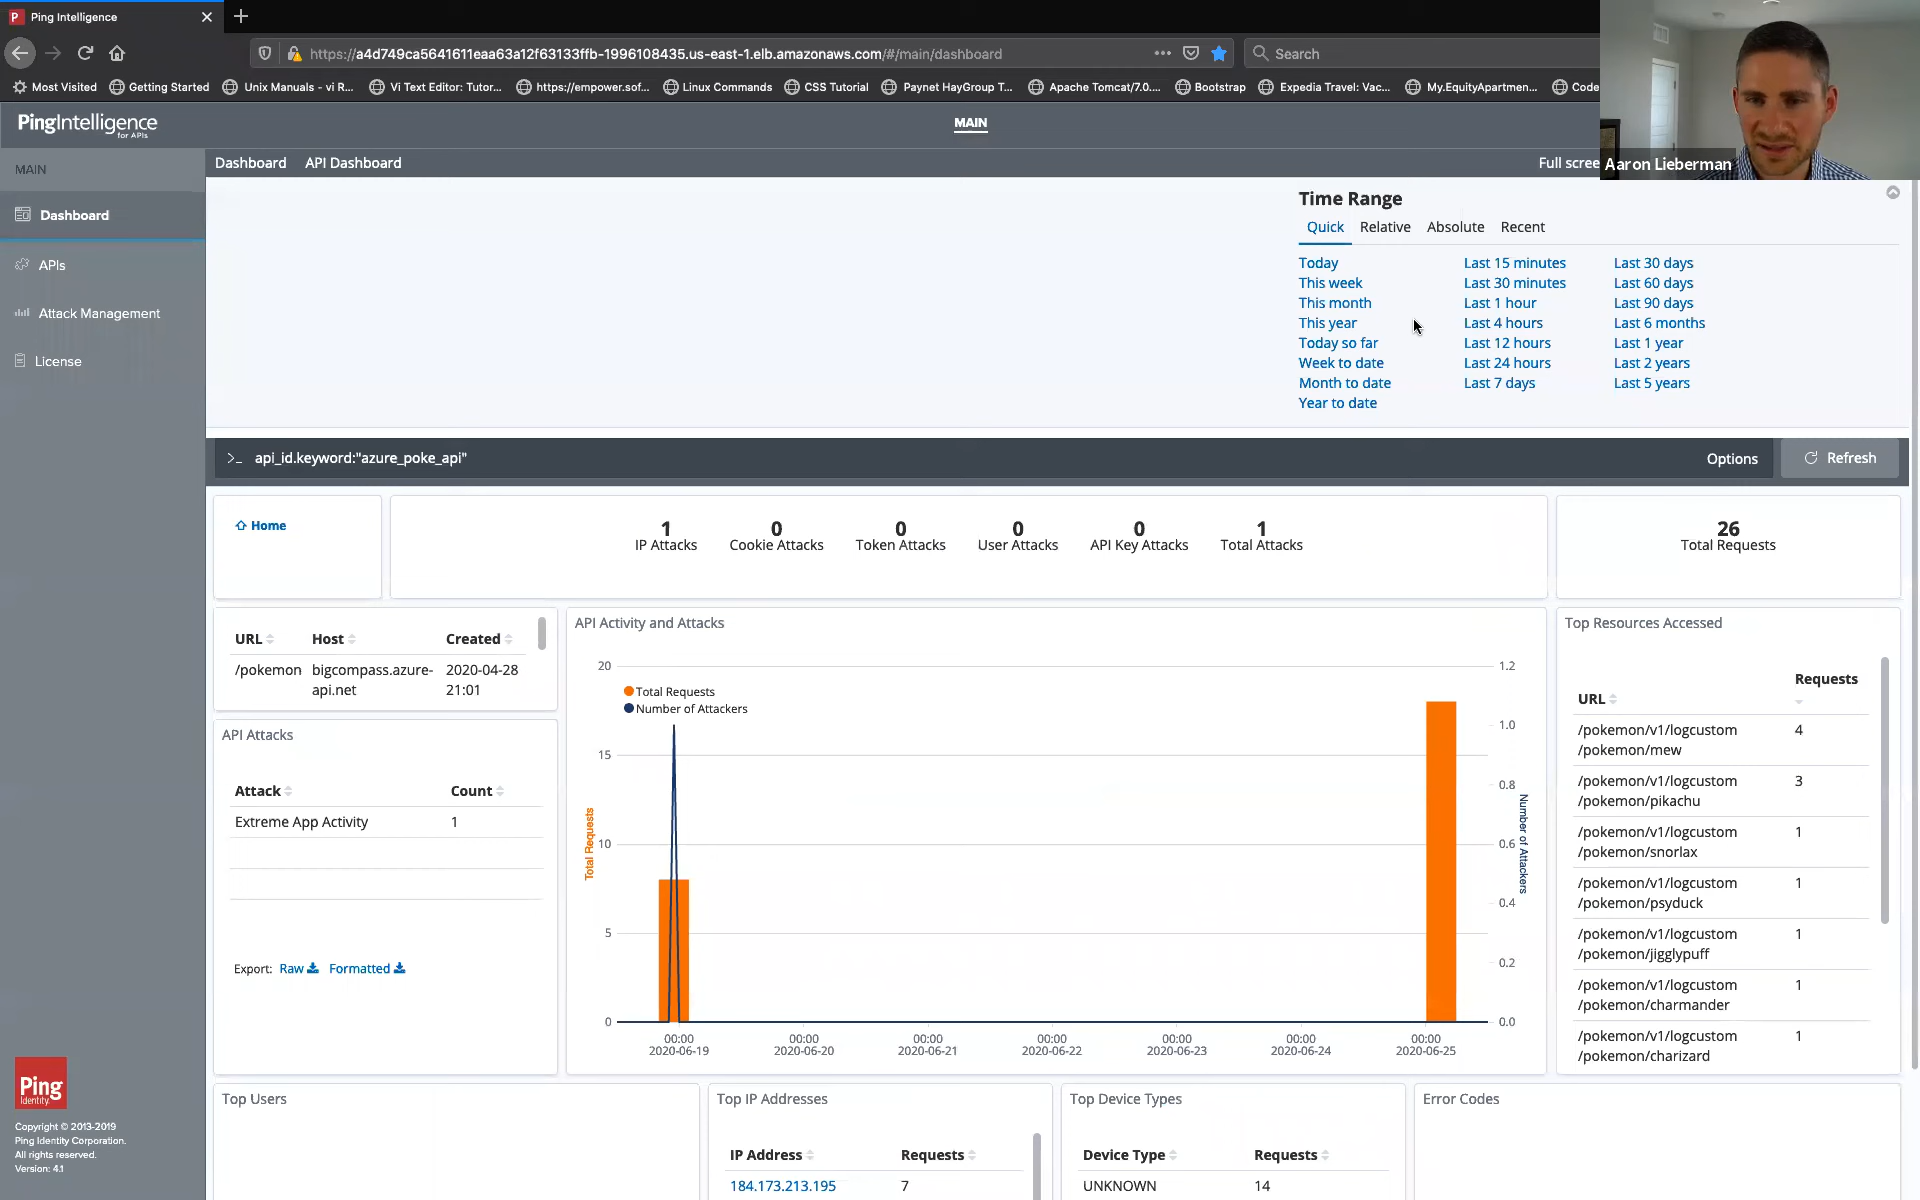 Ping Intelligence
https://a4d749ca5641611eaa63a12f63133ffb-1996108435.us-east-1.elb.amazonaws.com/#/main/dashboard
Search
Most Visited
Getting Started
Unix Manuals - vi R...
Vi Text Editor: Tutor...
https://empower.sof...
Linux Commands
CSS Tutorial
Paynet HayGroup T...
Apache Tomcat/7.0....
Bootstrap
Expedia Travel: Vac...
My.EquityApartmen...
Code
PingIntelligence
for APIs
MAIN
Aaron Lieberman
MAIN
Dashboard
APIs
Attack Management
License
Dashboard API Dashboard
Full scree
Time Range
Quick Relative Absolute Recent
Today Last 15 minutes Last 30 days
This week Last 30 minutes Last 60 days
This month Last 1 hour Last 90 days
This year Last 4 hours Last 6 months
Today so far Last 12 hours Last 1 year
Week to date Last 24 hours Last 2 years
Month to date Last 7 days Last 5 years
Year to date
>_ api_id.keyword:"azure_poke_api"
Options
Refresh
Home
1 0 0 0 0 1
IP Attacks Cookie Attacks Token Attacks User Attacks API Key Attacks Total Attacks
26
Total Requests
URL Host Created
/pokemon bigcompass.azure- 2020-04-28
api.net 21:01
API Attacks
Attack Count
Extreme App Activity 1
Export: Raw Formatted
API Activity and Attacks
Total Requests
Number of Attackers
20
15
10
5
0
Total Requests
1.2
1.0
0.8
0.6
0.4
0.2
0.0
Number of Attackers
00:00 00:00 00:00 00:00 00:00 00:00 00:00
2020-06-19 2020-06-20 2020-06-21 2020-06-22 2020-06-23 2020-06-24 2020-06-25
Top Resources Accessed
URL Requests
/pokemon/v1/logcustom 4
/pokemon/mew
/pokemon/v1/logcustom 3
/pokemon/pikachu
/pokemon/v1/logcustom 1
/pokemon/snorlax
/pokemon/v1/logcustom 1
/pokemon/psyduck
/pokemon/v1/logcustom 1
/pokemon/jigglypuff
/pokemon/v1/logcustom 1
/pokemon/charmander
/pokemon/v1/logcustom 1
/pokemon/charizard
Top Users
Top IP Addresses
IP Address Requests
184.173.213.195 7
Top Device Types
Device Type Requests
UNKNOWN 14
Error Codes
Ping
Identity.
Copyright © 2013-2019
Ping Identity Corporation.
All rights reserved.
Version: 4.1